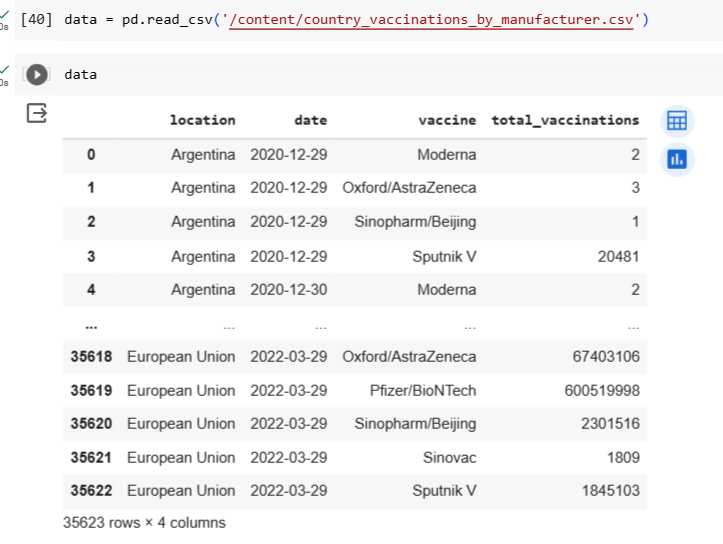 [40] data = pd.read_csv('/content/country_vaccinations_by_manufacturer.csv')
0s
data
0s
location date vaccine total_vaccinations
0 Argentina 2020-12-29 Moderna 2
1 Argentina 2020-12-29 Oxford/AstraZeneca 3
2 Argentina 2020-12-29 Sinopharm/Beijing 1
3 Argentina 2020-12-29 Sputnik V 20481
4 Argentina 2020-12-30 Moderna 2
... ... ... ... ...
35618 European Union 2022-03-29 Oxford/AstraZeneca 67403106
35619 European Union 2022-03-29 Pfizer/BioNTech 600519998
35620 European Union 2022-03-29 Sinopharm/Beijing 2301516
35621 European Union 2022-03-29 Sinovac 1809
35622 European Union 2022-03-29 Sputnik V 1845103
35623 rows × 4 columns